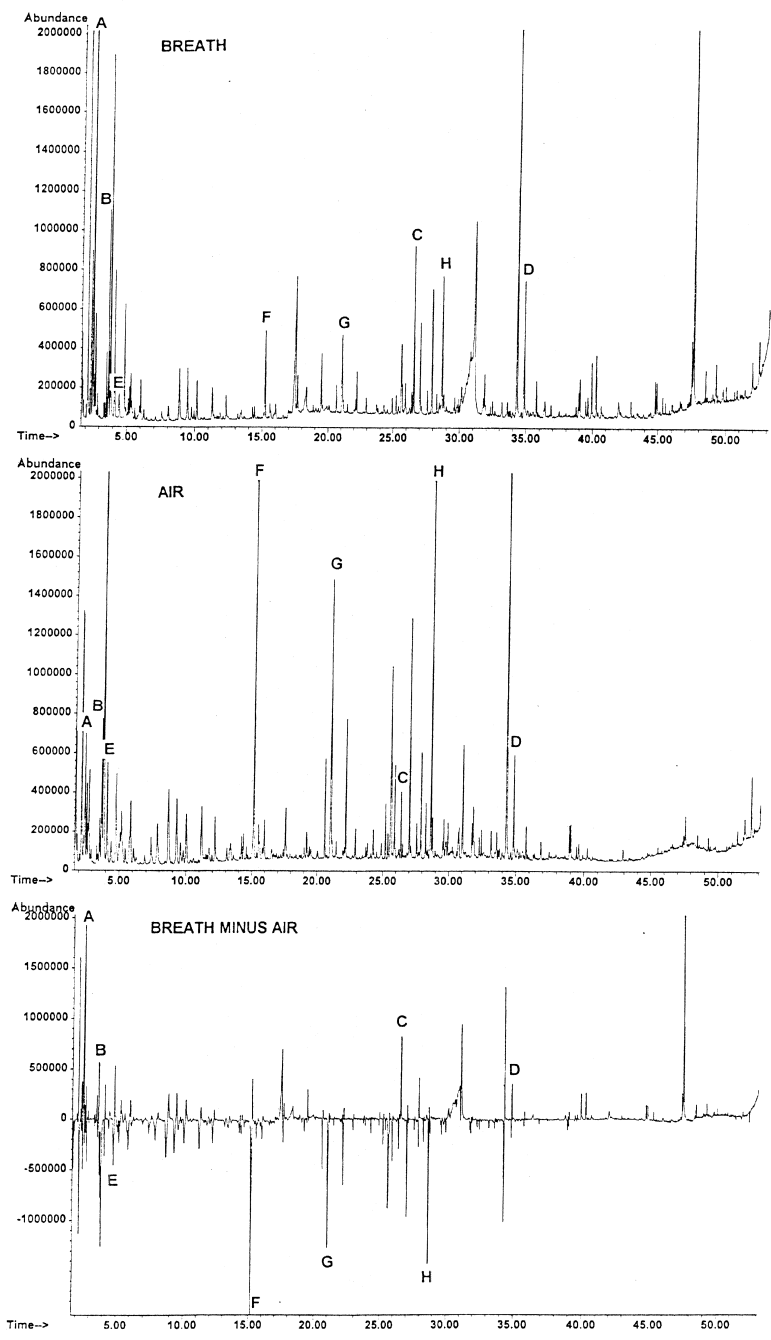 Abundance
2000000
1800000
1600000
1400000
1200000
1000000
800000
600000
400000
200000
0
A
BREATH
B
E
F
G
C
H
D
Time-->
5.00 10.00 15.00 20.00 25.00 30.00 35.00 40.00 45.00 50.00
Abundance
2000000
1800000
1600000
1400000
1200000
1000000
800000
600000
400000
200000
0
AIR
F
H
G
B
A
E
C
D
Time-->
5.00 10.00 15.00 20.00 25.00 30.00 35.00 40.00 45.00 50.00
Abundance
2000000
1500000
1000000
500000
0
-500000
-1000000
A
BREATH MINUS AIR
C
B
D
E
G
H
F
Time-->
5.00 10.00 15.00 20.00 25.00 30.00 35.00 40.00 45.00 50.00